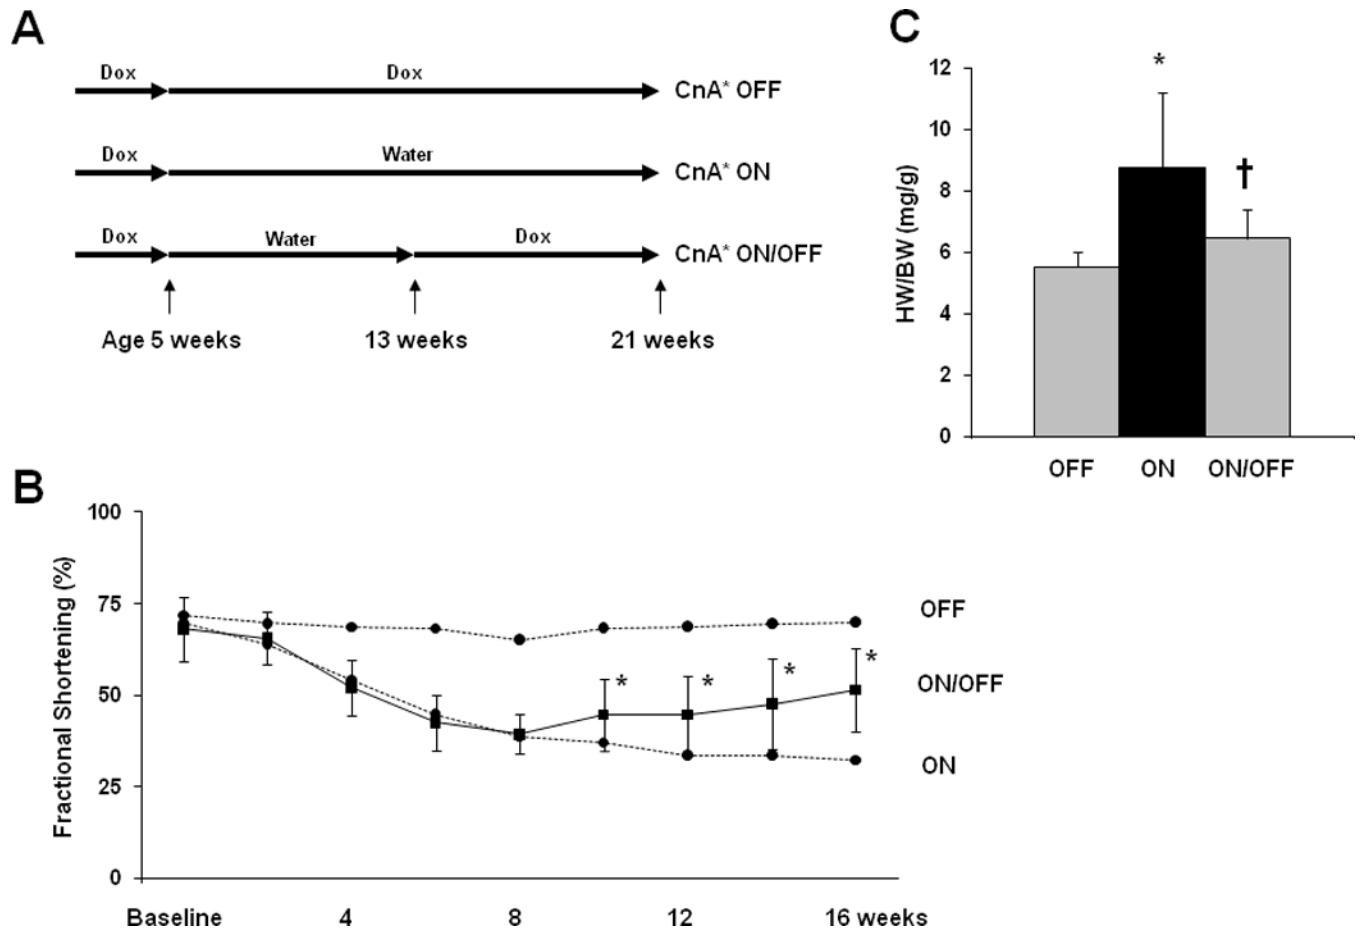 A
Dox Dox CnA* OFF
Dox Water CnA* ON
Dox Water Dox CnA* ON/OFF
Age 5 weeks 13 weeks 21 weeks
C
HW/BW (mg/g)
12
*
10
8
†
6
4
2
0
OFF ON ON/OFF
B
Fractional Shortening (%)
100
75
OFF
50
* * * *
ON/OFF
ON
25
0
Baseline 4 8 12 16 weeks